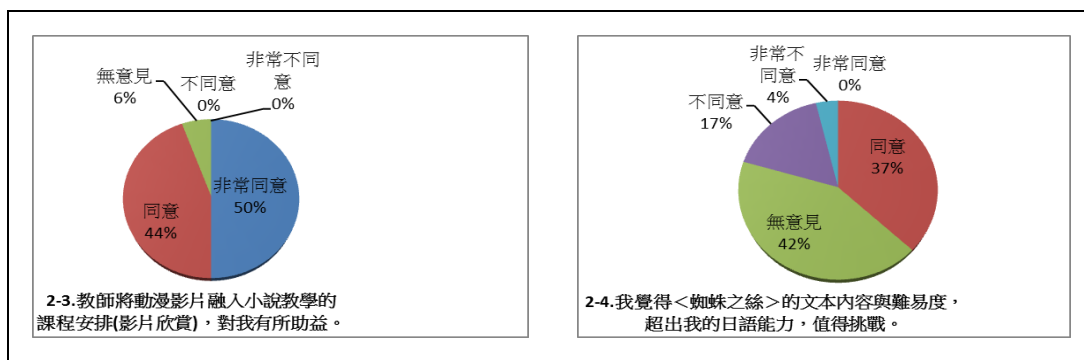 非常不同
意
0%
不同意
0%
無意見
6%
非常同意
50%
同意
44%
2-3.教師將動漫影片融入小說教學的
課程安排(影片欣賞)，對我有所助益。
非常不
同意
4%
非常同意
0%
不同意
17%
同意
37%
無意見
42%
2-4.我覺得＜蜘蛛之絲＞的文本內容與難易度，
超出我的日語能力，值得挑戰。